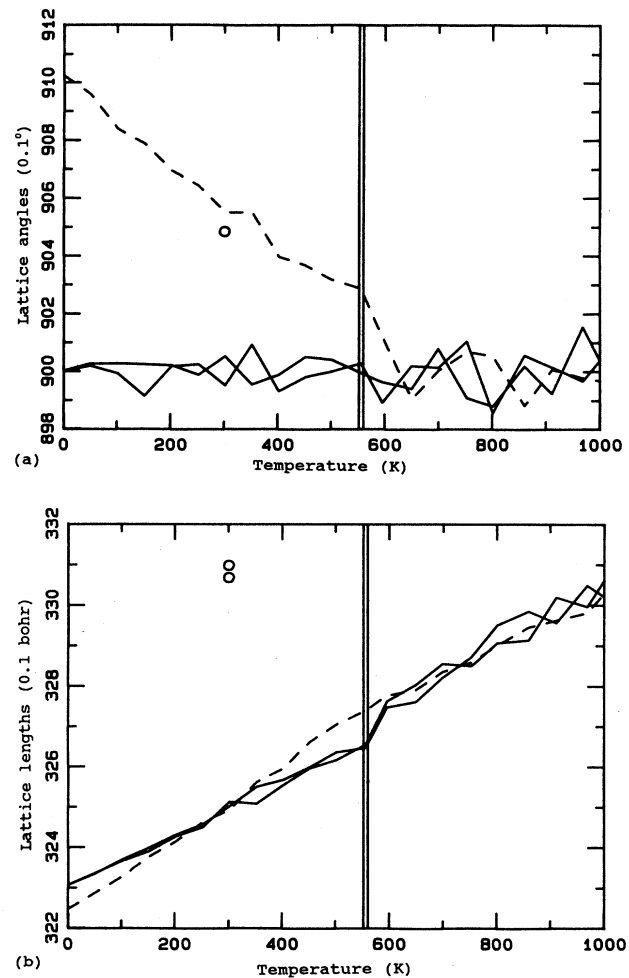 912
910
908
906
904
902
900
898
Lattice angles (0.1°)
0 200 400 600 800 1000
(a) Temperature (K)
332
330
328
326
324
322
Lattice lengths (0.1 bohr)
0 200 400 600 800 1000
(b) Temperature (K)